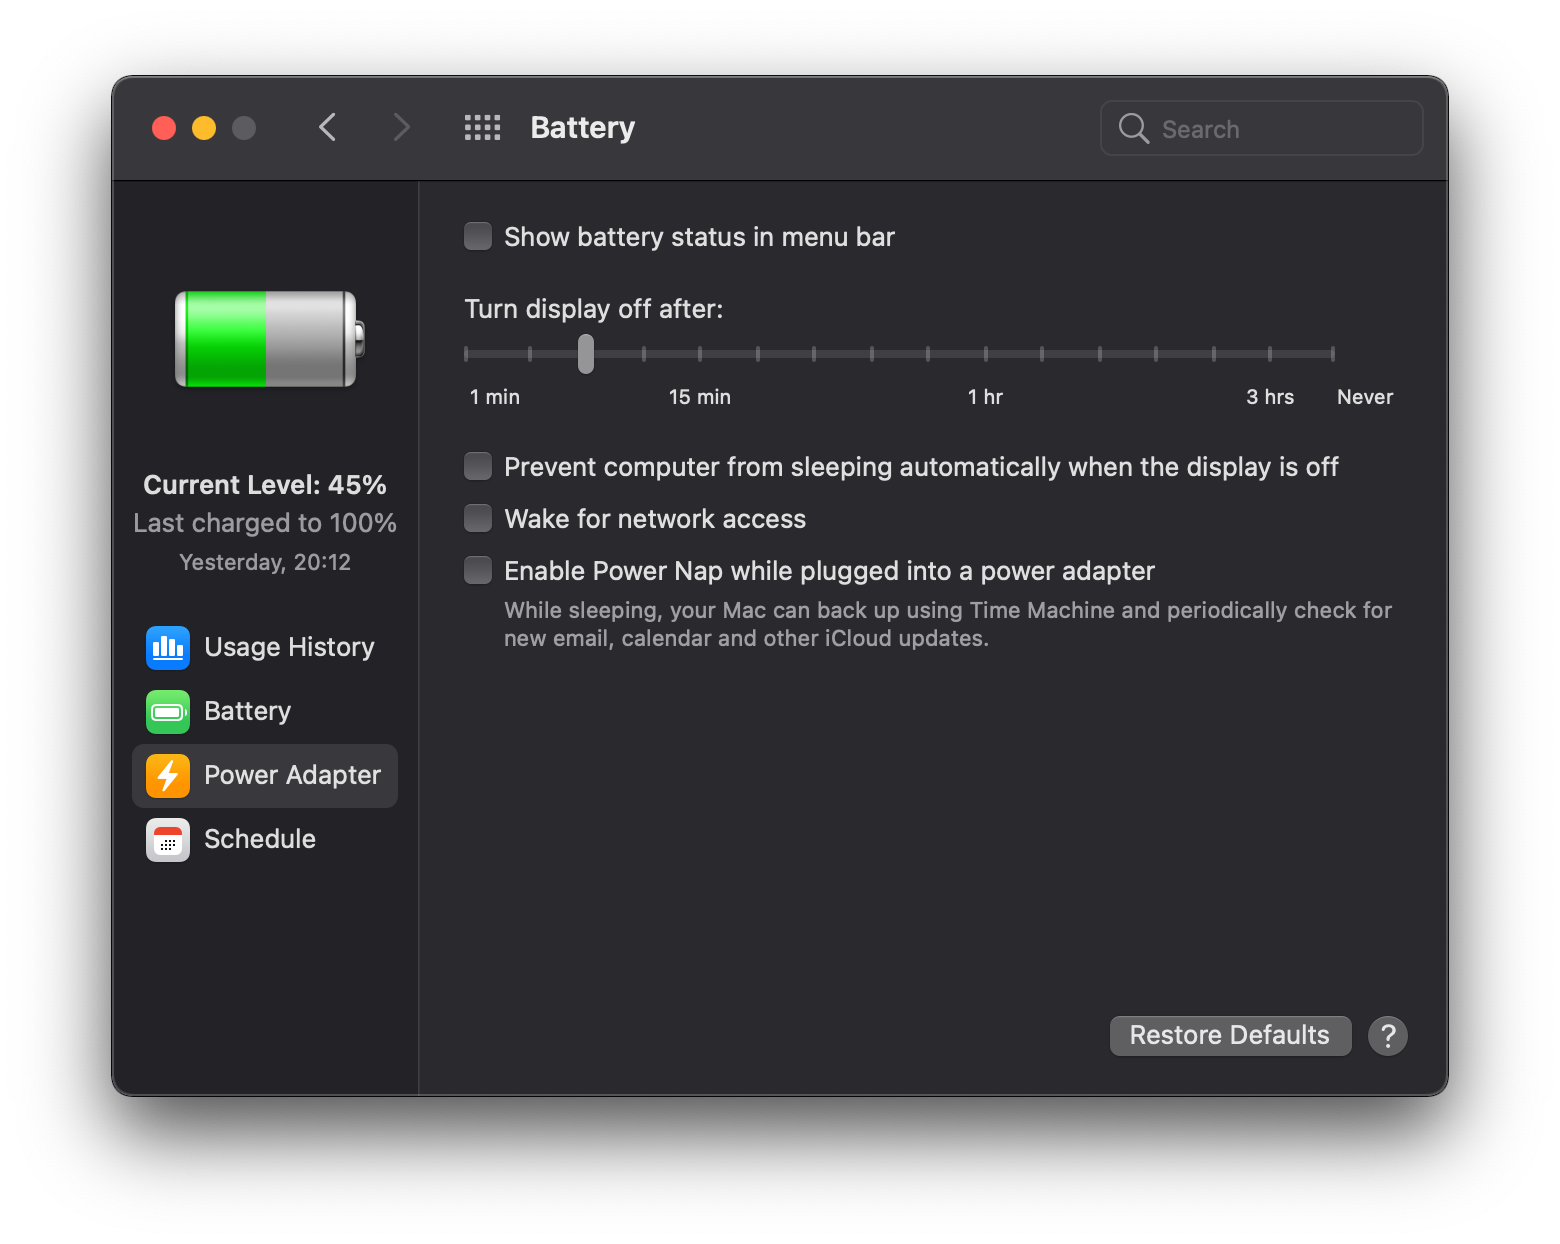 Battery
Search
Show battery status in menu bar
Turn display off after:
1 min 15 min 1 hr 3 hrs Never
Prevent computer from sleeping automatically when the display is off
Wake for network access
Enable Power Nap while plugged into a power adapter
While sleeping, your Mac can back up using Time Machine and periodically check for
new email, calendar and other iCloud updates.
Current Level: 45%
Last charged to 100%
Yesterday, 20:12
Usage History
Battery
Power Adapter
Schedule
Restore Defaults
?